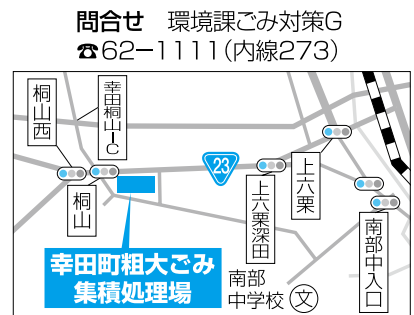 問合せ　環境課ごみ対策G
☎62－1111(内線273)
桐山西
幸田桐山IC
桐山
23
上六栗深田
上六栗
南部中入口
幸田町粗大ごみ
集積処理場
南部
中学校 文